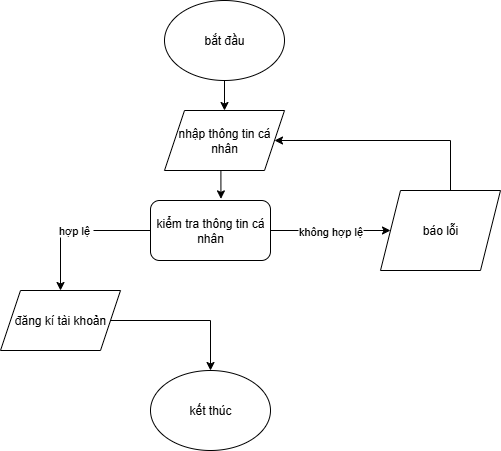 bắt đầu
nhập thông tin cá
nhân
kiểm tra thông tin cá
nhân
hợp lệ
không hợp lệ
báo lỗi
đăng kí tài khoản
kết thúc